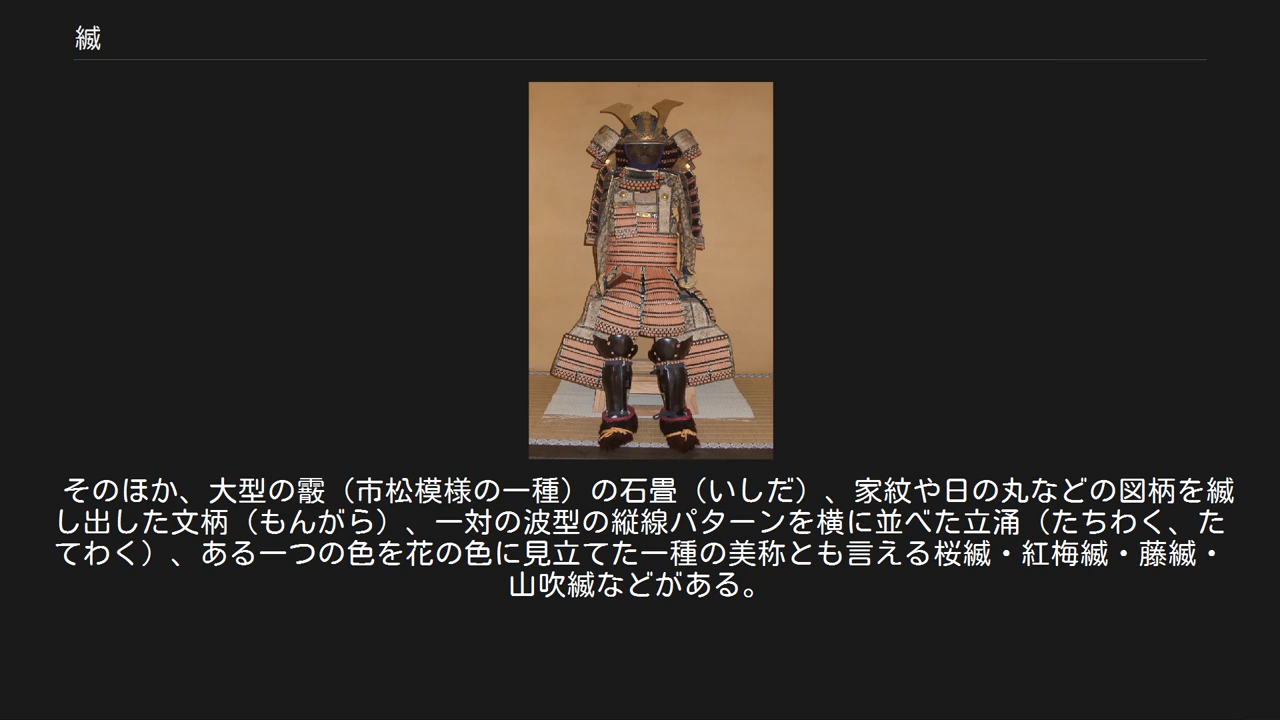 縅
そのほか、大型の霰（市松模様の一種）の石畳（いしだ）、家紋や日の丸などの図柄を縅
し出した文柄（もんがら）、一対の波型の縦線パターンを横に並べた立涌（たちわく、た
てわく）、ある一つの色を花の色に見立てた一種の美称とも言える桜縅・紅梅縅・藤縅・
山吹縅などがある。